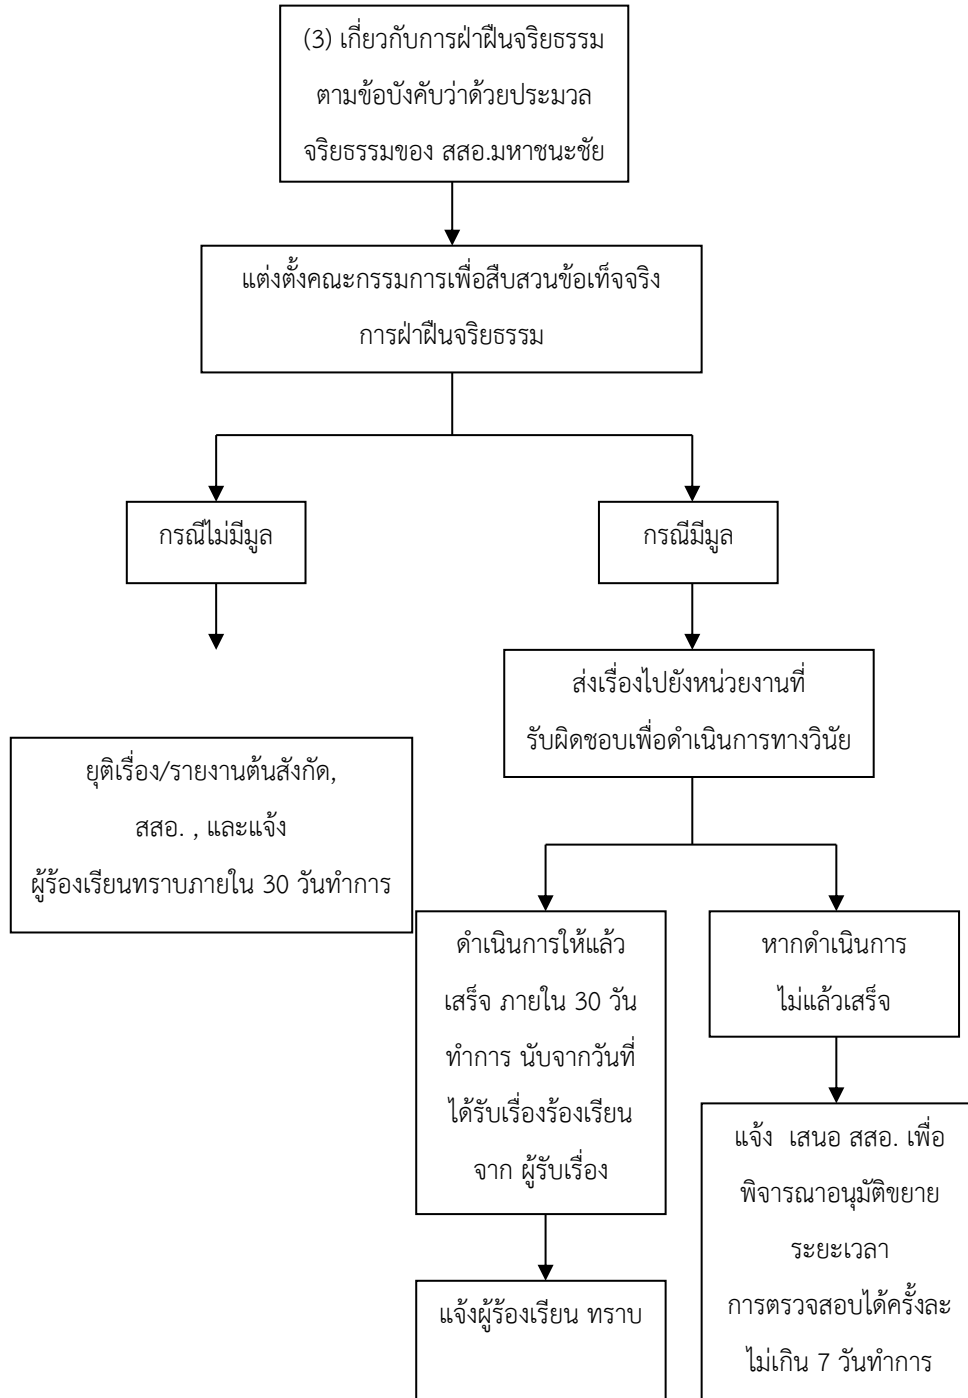 (3) เกี่ยวกับการฝ่าฝืนจริยธรรม
ตามข้อบังคับว่าด้วยประมวล
จริยธรรมของ สสอ.มหาชนะชัย
แต่งตั้งคณะกรรมการเพื่อสืบสวนข้อเท็จจริง
การฝ่าฝืนจริยธรรม
กรณีไม่มีมูล
กรณีมีมูล
ส่งเรื่องไปยังหน่วยงานที่
รับผิดชอบเพื่อดำเนินการทางวินัย
ยุติเรื่อง/รายงานต้นสังกัด,
สสอ. , และแจ้ง
ผู้ร้องเรียนทราบภายใน 30 วันทำการ
ดำเนินการให้แล้ว
เสร็จ ภายใน 30 วัน
ทำการ นับจากวันที่
ได้รับเรื่องร้องเรียน
จาก ผู้รับเรื่อง
หากดำเนินการ
ไม่แล้วเสร็จ
แจ้ง เสนอ สสอ. เพื่อ
พิจารณาอนุมัติขยาย
ระยะเวลา
การตรวจสอบได้ครั้งละ
ไม่เกิน 7 วันทำการ
แจ้งผู้ร้องเรียน ทราบ